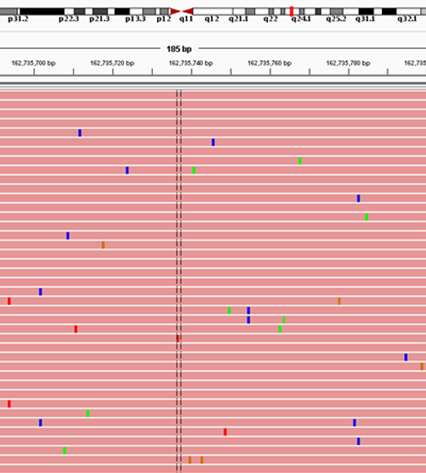 p31.2 p22.3 p21.3 p13.3 p12 q11 q12 q21.1 q22 q24.1 q25.2 q31.1 q32.1
185 bp
162,735,700 bp 162,735,720 bp 162,735,740 bp 162,735,760 bp 162,735,780 bp 162,735